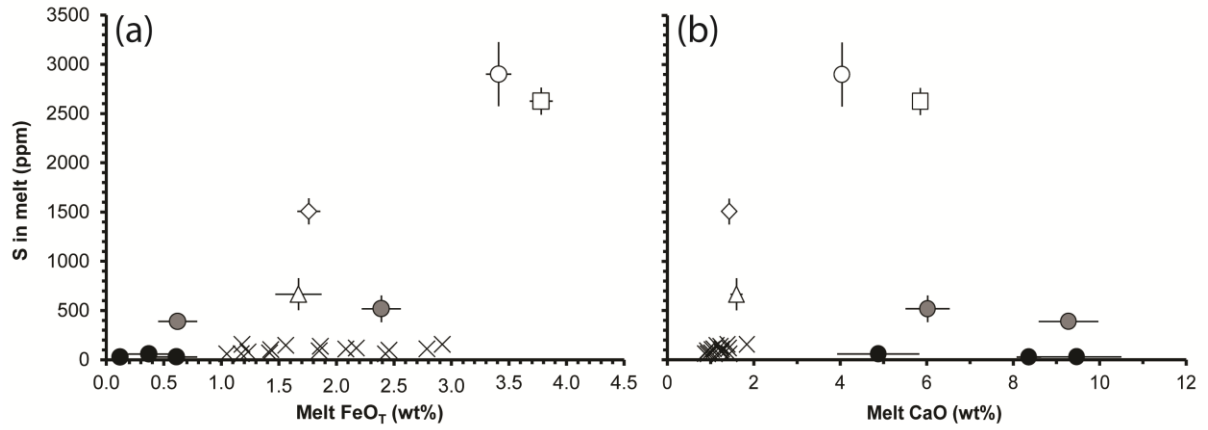 (a)
(b)
S in melt (ppm)
3500
3000
2500
2000
1500
1000
500
0
0.0 0.5 1.0 1.5 2.0 2.5 3.0 3.5 4.0 4.5
Melt FeO_T (wt%)
0 2 4 6 8 10 12
Melt CaO (wt%)